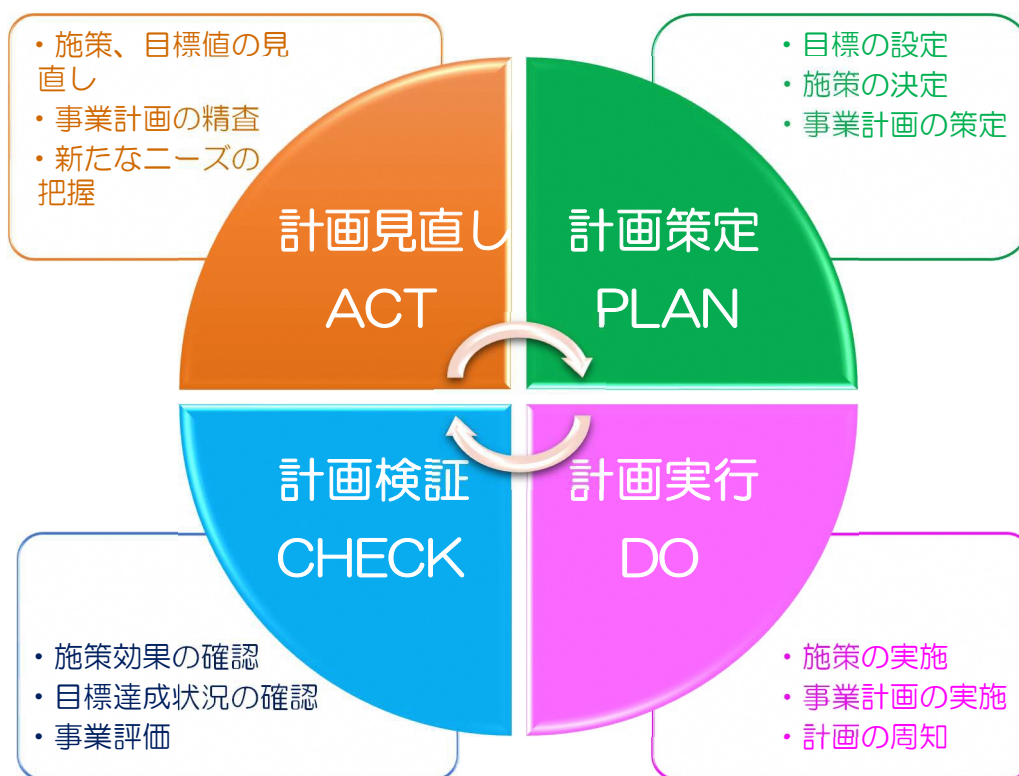 ・施策、目標値の見
直し
・事業計画の精査
・新たなニーズの
把握
・目標の設定
・施策の決定
・事業計画の策定
計画見直し
ACT
計画策定
PLAN
計画検証
CHECK
計画実行
DO
・施策効果の確認
・目標達成状況の確認
・事業評価
・施策の実施
・事業計画の実施
・計画の周知